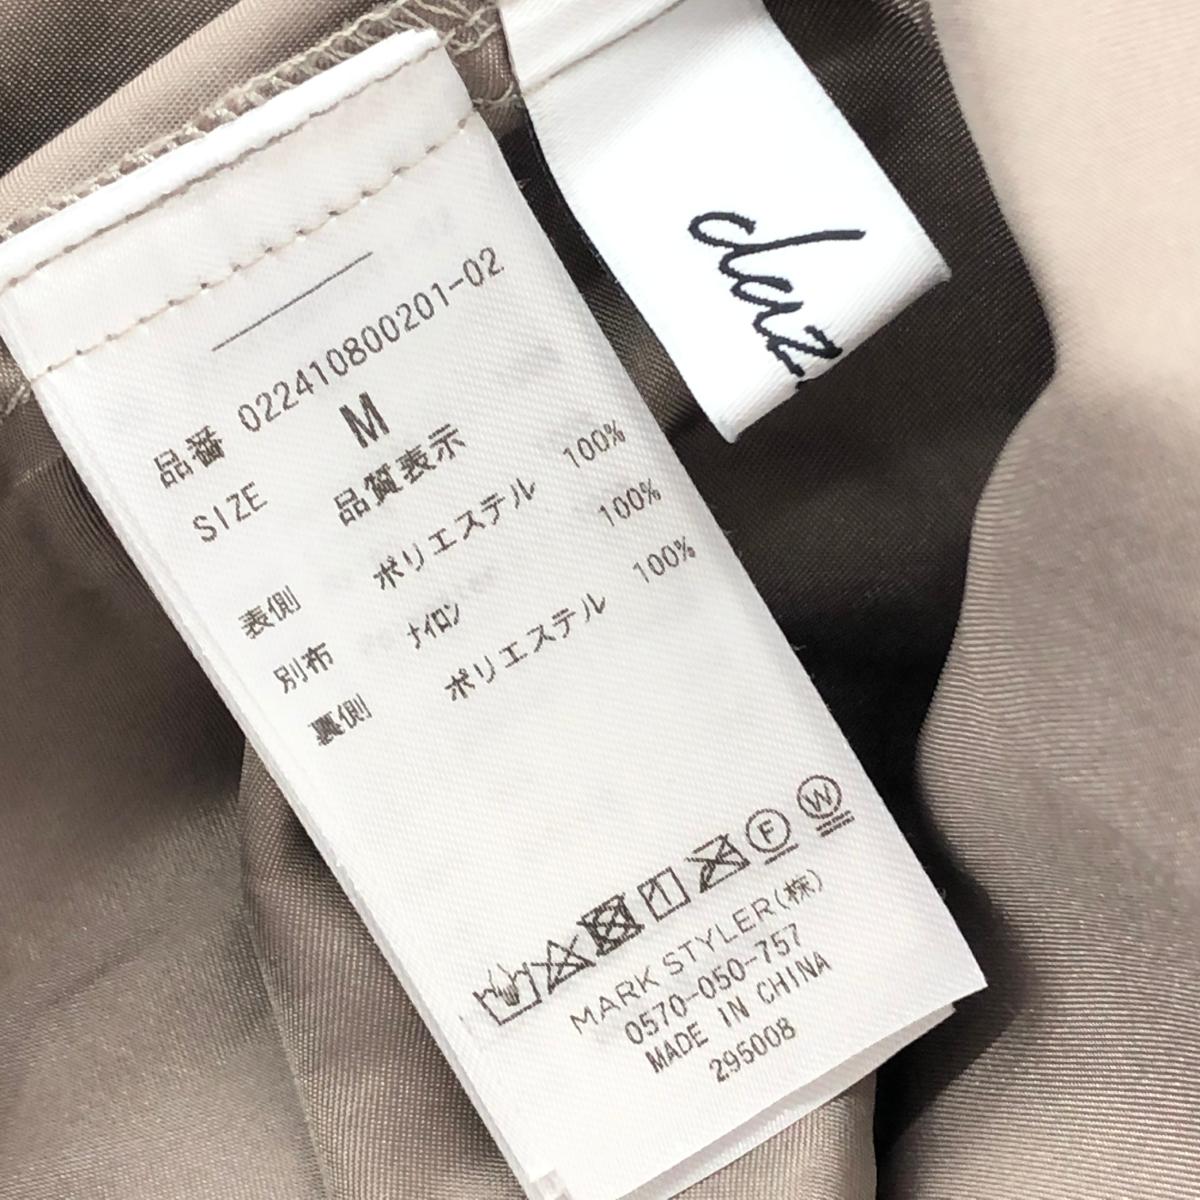 daz
品番 022410800201-02
SIZE M
品質表示
表側 ポリエステル 100%
別布 ナイロン 100%
裏側 ポリエステル 100%
F W
MARK STYLER(株)
0570-050-757
MADE IN CHINA
295008